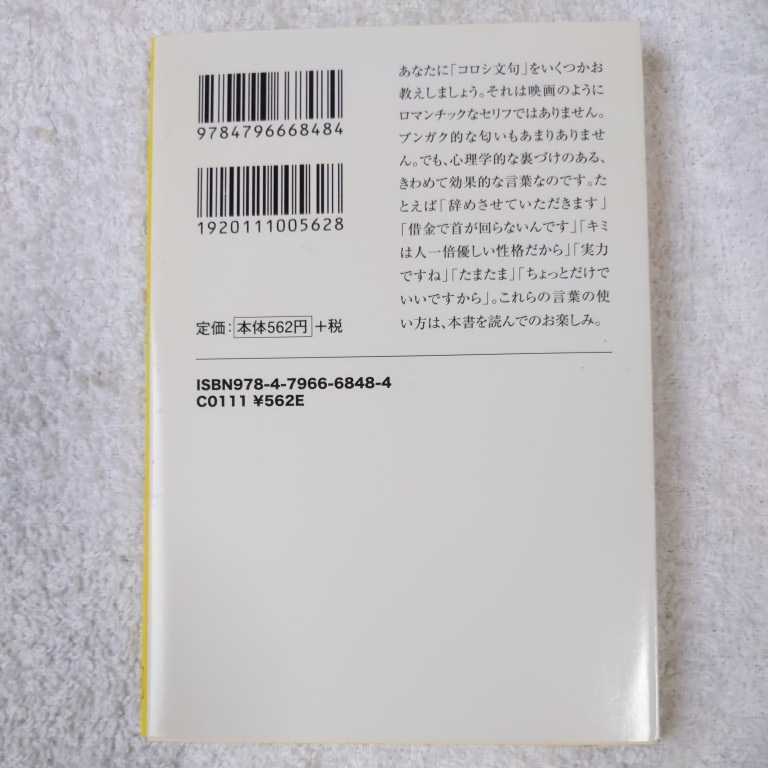 9784796668484
1920111005628
定価：本体562円＋税
ISBN978-4-7966-6848-4
C0111 ¥562E
あなたに「コロシ文句」をいくつかお
教えしましょう。それは映画のように
ロマンチックなセリフではありません。
ブンガク的な匂いもあまりありませ
ん。でも、心理学的な裏づけのある、
きわめて効果的な言葉なのです。た
とえば「辞めさせていただきます」
「借金で首が回らないんです」「キミ
は人一倍優しい性格だから」「実力
ですね」「たまたま」「ちょっとだけで
いいですから」。これらの言葉の使
い方は、本書を読んでのお楽しみ。